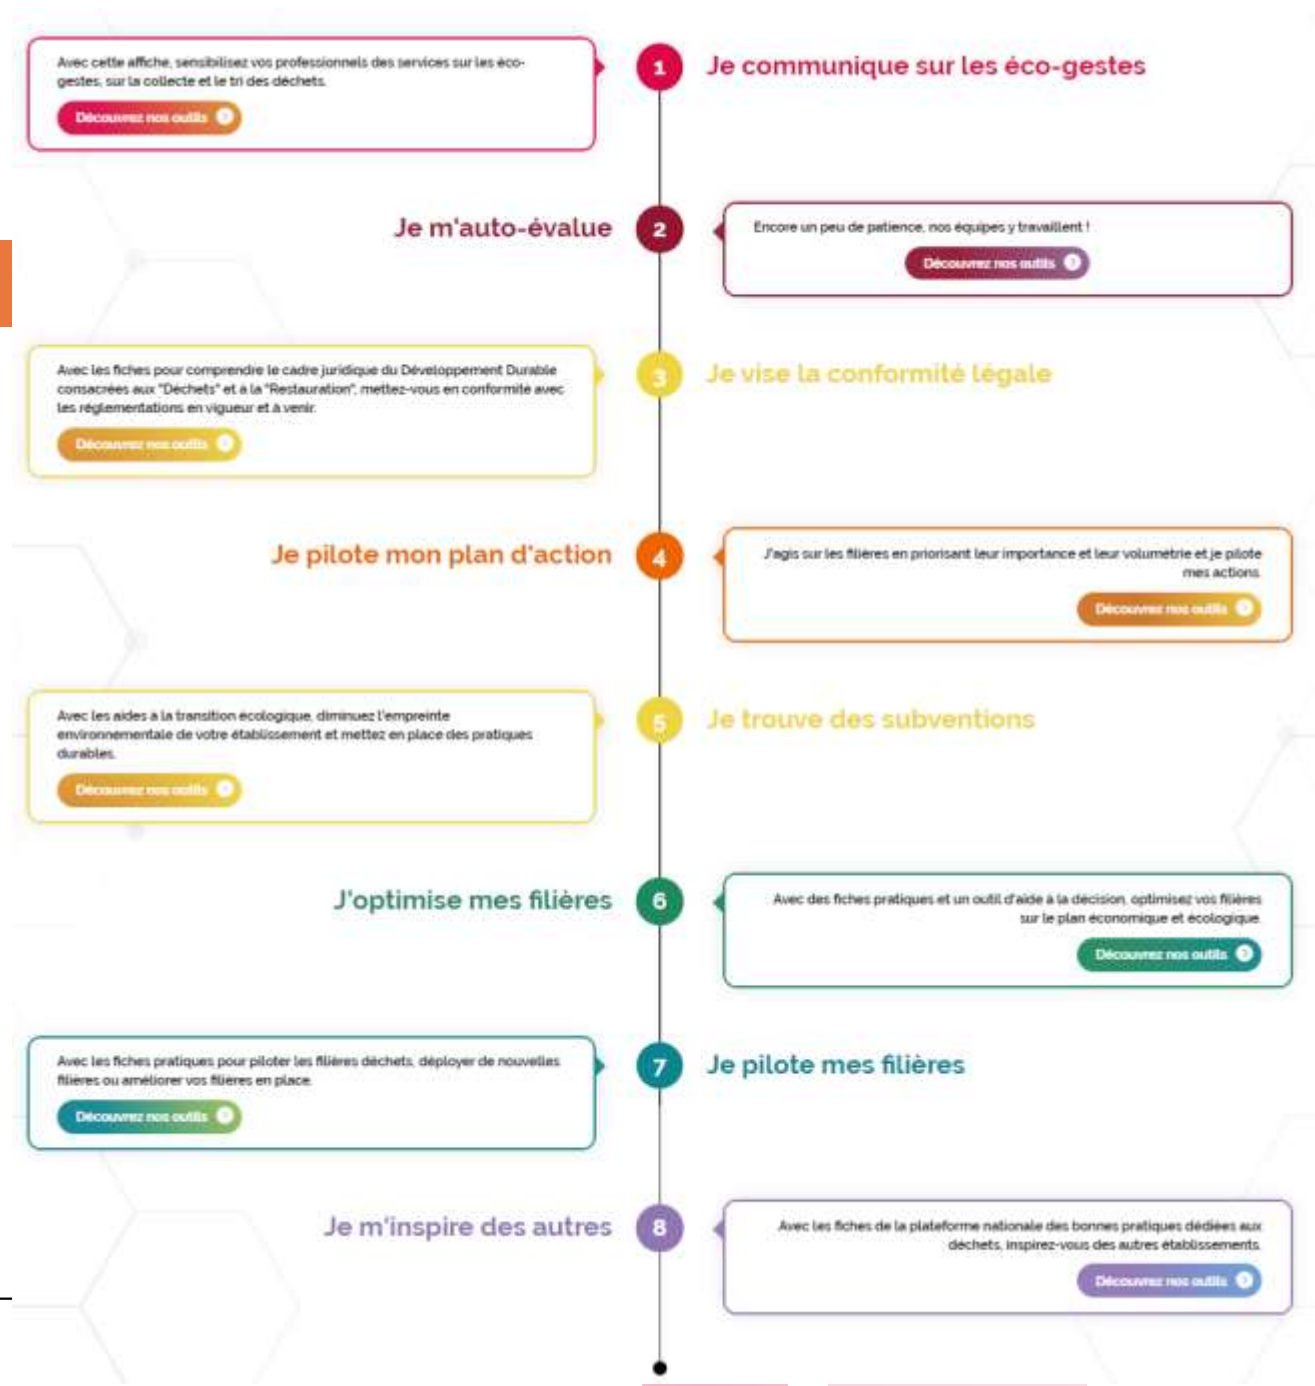 Avec cette affiche, sensibilisez vos professionnels des services sur les éco-
gestes, sur la collecte et le tri des déchets.
Découvrez nos outils
1
Je communique sur les éco-gestes
Je m'auto-évalue
2
Encore un peu de patience, nos équipes y travaillent !
Découvrez nos outils
Avec les fiches pour comprendre le cadre juridique du Développement Durable
consacrées aux "Déchets" et à la "Restauration", mettez-vous en conformité avec
les réglementations en vigueur et à venir.
Découvrez nos outils
3
Je vise la conformité légale
Je pilote mon plan d'action
4
J'agis sur les filières en priorisant leur importance et leur volumétrie et je pilote
mes actions.
Découvrez nos outils
Avec les aides à la transition écologique, diminuez l'empreinte
environnementale de votre établissement et mettez en place des pratiques
durables.
Découvrez nos outils
5
Je trouve des subventions
J'optimise mes filières
6
Avec des fiches pratiques et un outil d'aide à la décision, optimisez vos filières
sur le plan économique et écologique.
Découvrez nos outils
Avec les fiches pratiques pour piloter les filières déchets, déployer de nouvelles
filières ou améliorer vos filières en place.
Découvrez nos outils
7
Je pilote mes filières
Je m'inspire des autres
8
Avec les fiches de la plateforme nationale des bonnes pratiques dédiées aux
déchets, inspirez-vous des autres établissements.
Découvrez nos outils